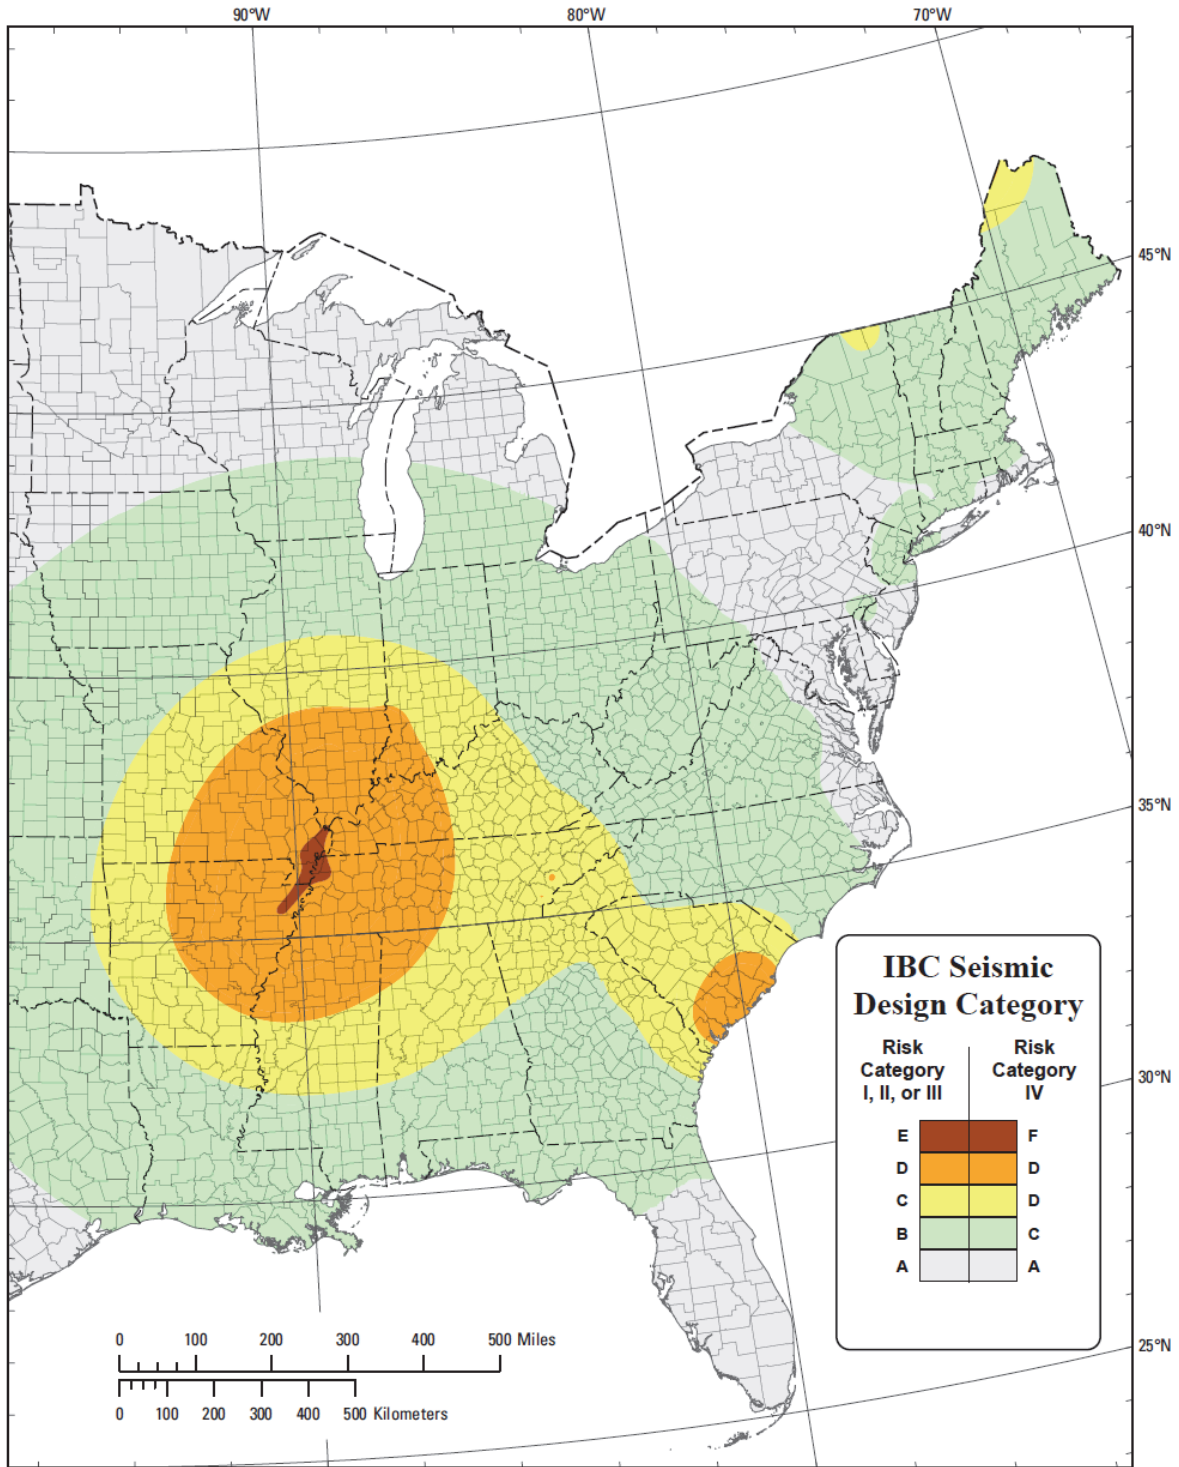 90°W 80°W 70°W
45°N
40°N
35°N
30°N
25°N
IBC Seismic
Design Category
Risk
Category
I, II, or III
Risk
Category
IV
E F
D D
C D
B C
A A
0 100 200 300 400 500 Miles
0 100 200 300 400 500 Kilometers